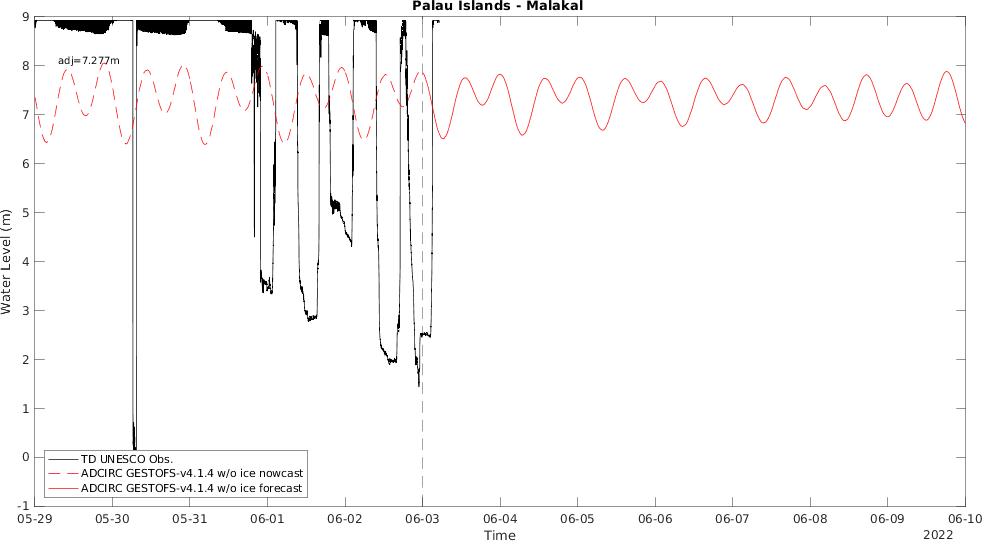 Palau Islands - Malakal
9
8
7
6
5
4
3
2
1
0
-1
Water Level (m)
adj=7.277m
TD UNESCO Obs.
ADCIRC GESTOFS-v4.1.4 w/o ice nowcast
ADCIRC GESTOFS-v4.1.4 w/o ice forecast
05-29 05-30 05-31 06-01 06-02 06-03 06-04 06-05 06-06 06-07 06-08 06-09 06-10
Time
2022